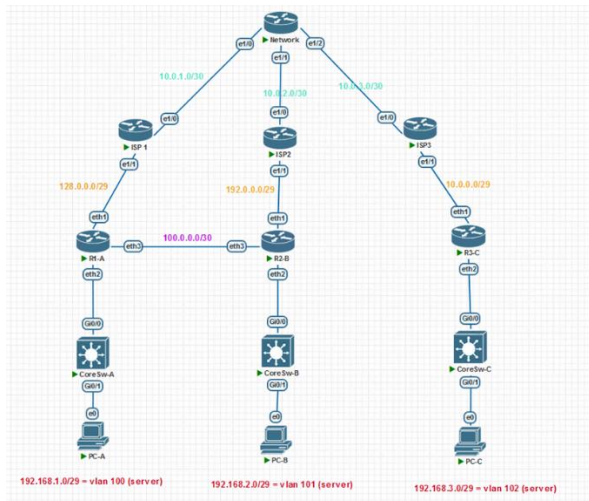 Network
e1/0
e1/2
e1/1
10.0.1.0/30
10.0.2.0/30
10.0.3.0/30
e1/0
e1/0
e1/0
ISP 1
ISP2
ISP3
e1/1
e1/1
e1/1
128.0.0.0/29
192.0.0.0/29
10.0.0.0/29
eth1
eth1
eth1
100.0.0.0/30
eth3
eth3
R1-A
R2-B
R3-C
eth2
eth2
eth2
Gi0/0
Gi0/0
Gi0/0
CoreSw-A
CoreSw-B
CoreSw-C
Gi0/1
Gi0/1
Gi0/1
e0
e0
e0
PC-A
PC-B
PC-C
192.168.1.0/29 = vlan 100 (server)
192.168.2.0/29 = vlan 101 (server)
192.168.3.0/29 = vlan 102 (server)